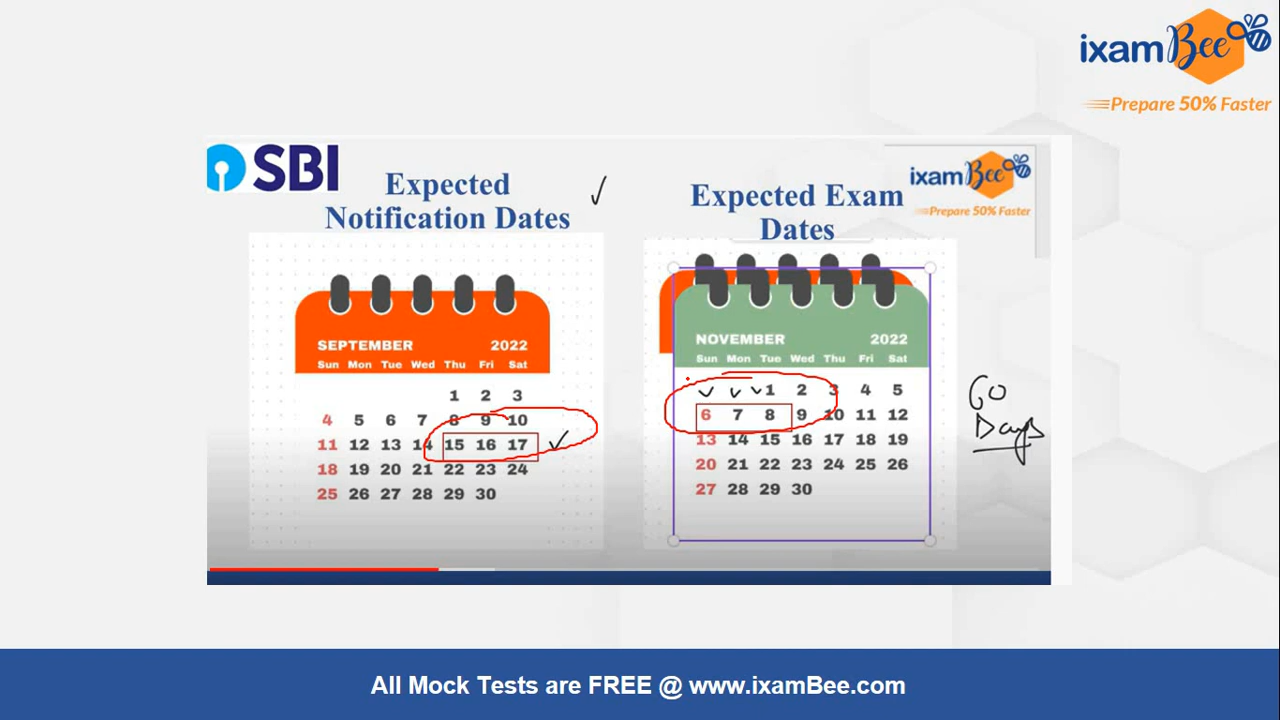 ixamBee
Prepare 50% Faster
SBI
Expected
Notification Dates
Expected Exam
Dates
ixamBee
Prepare 50% Faster
SEPTEMBER 2022
Sun Mon Tue Wed Thu Fri Sat
1 2 3
4 5 6 7 8 9 10
11 12 13 14 15 16 17
18 19 20 21 22 23 24
25 26 27 28 29 30
NOVEMBER 2022
Sun Mon Tue Wed Thu Fri Sat
1 2 3 4 5
6 7 8 9 10 11 12
13 14 15 16 17 18 19
20 21 22 23 24 25 26
27 28 29 30
60
Days
All Mock Tests are FREE @ www.ixamBee.com